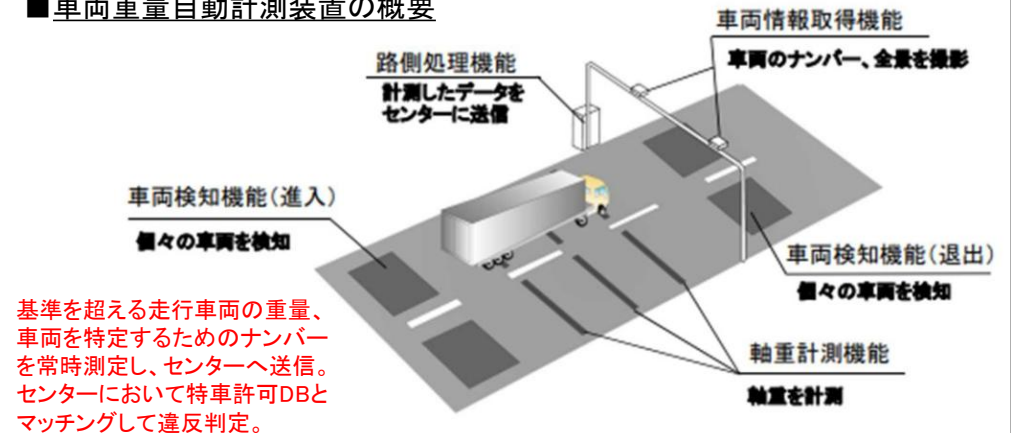 ■車両重量自動計測装置の概要
車両情報取得機能
車両のナンバー、全景を撮影
路側処理機能
計測したデータを
センターに送信
車両検知機能（進入）
個々の車両を検知
車両検知機能（退出）
個々の車両を検知
軸重計測機能
軸重を計測
基準を超える走行車両の重量、
車両を特定するためのナンバー
を常時測定し、センターへ送信。
センターにおいて特車許可DBと
マッチングして違反判定。